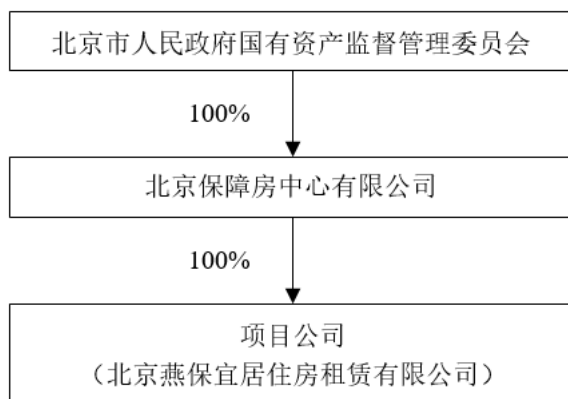 北京市人民政府国有资产监督管理委员会
100%
北京保障房中心有限公司
100%
项目公司
（北京燕保宜居住房租赁有限公司）